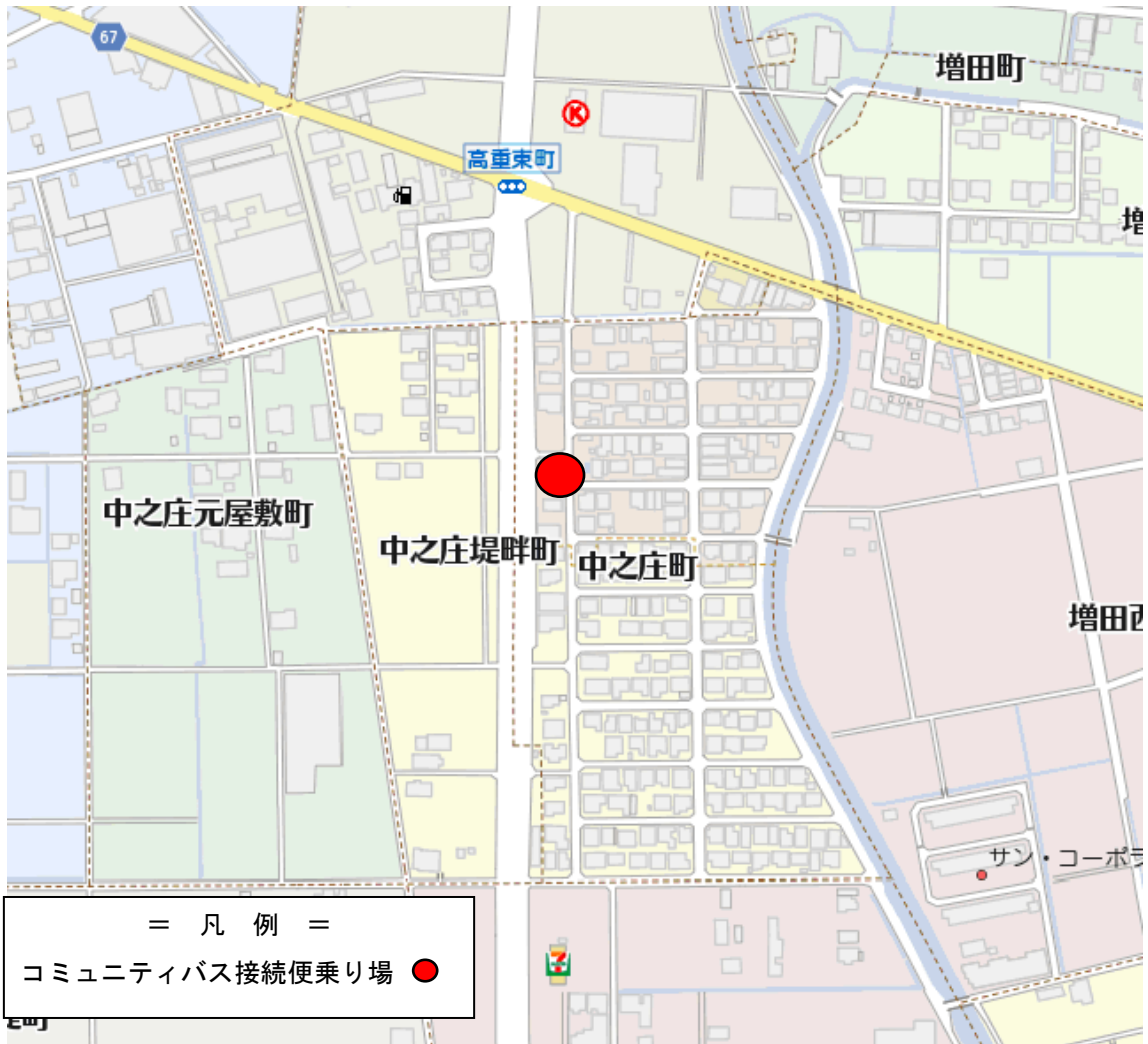 67
増田町
Ⓚ
高重東町
増
中之庄元屋敷町
中之庄堤畔町
中之庄町
増田西
サン・コーポラ
= 凡 例 =
コミュニティバス接続便乗り場
7